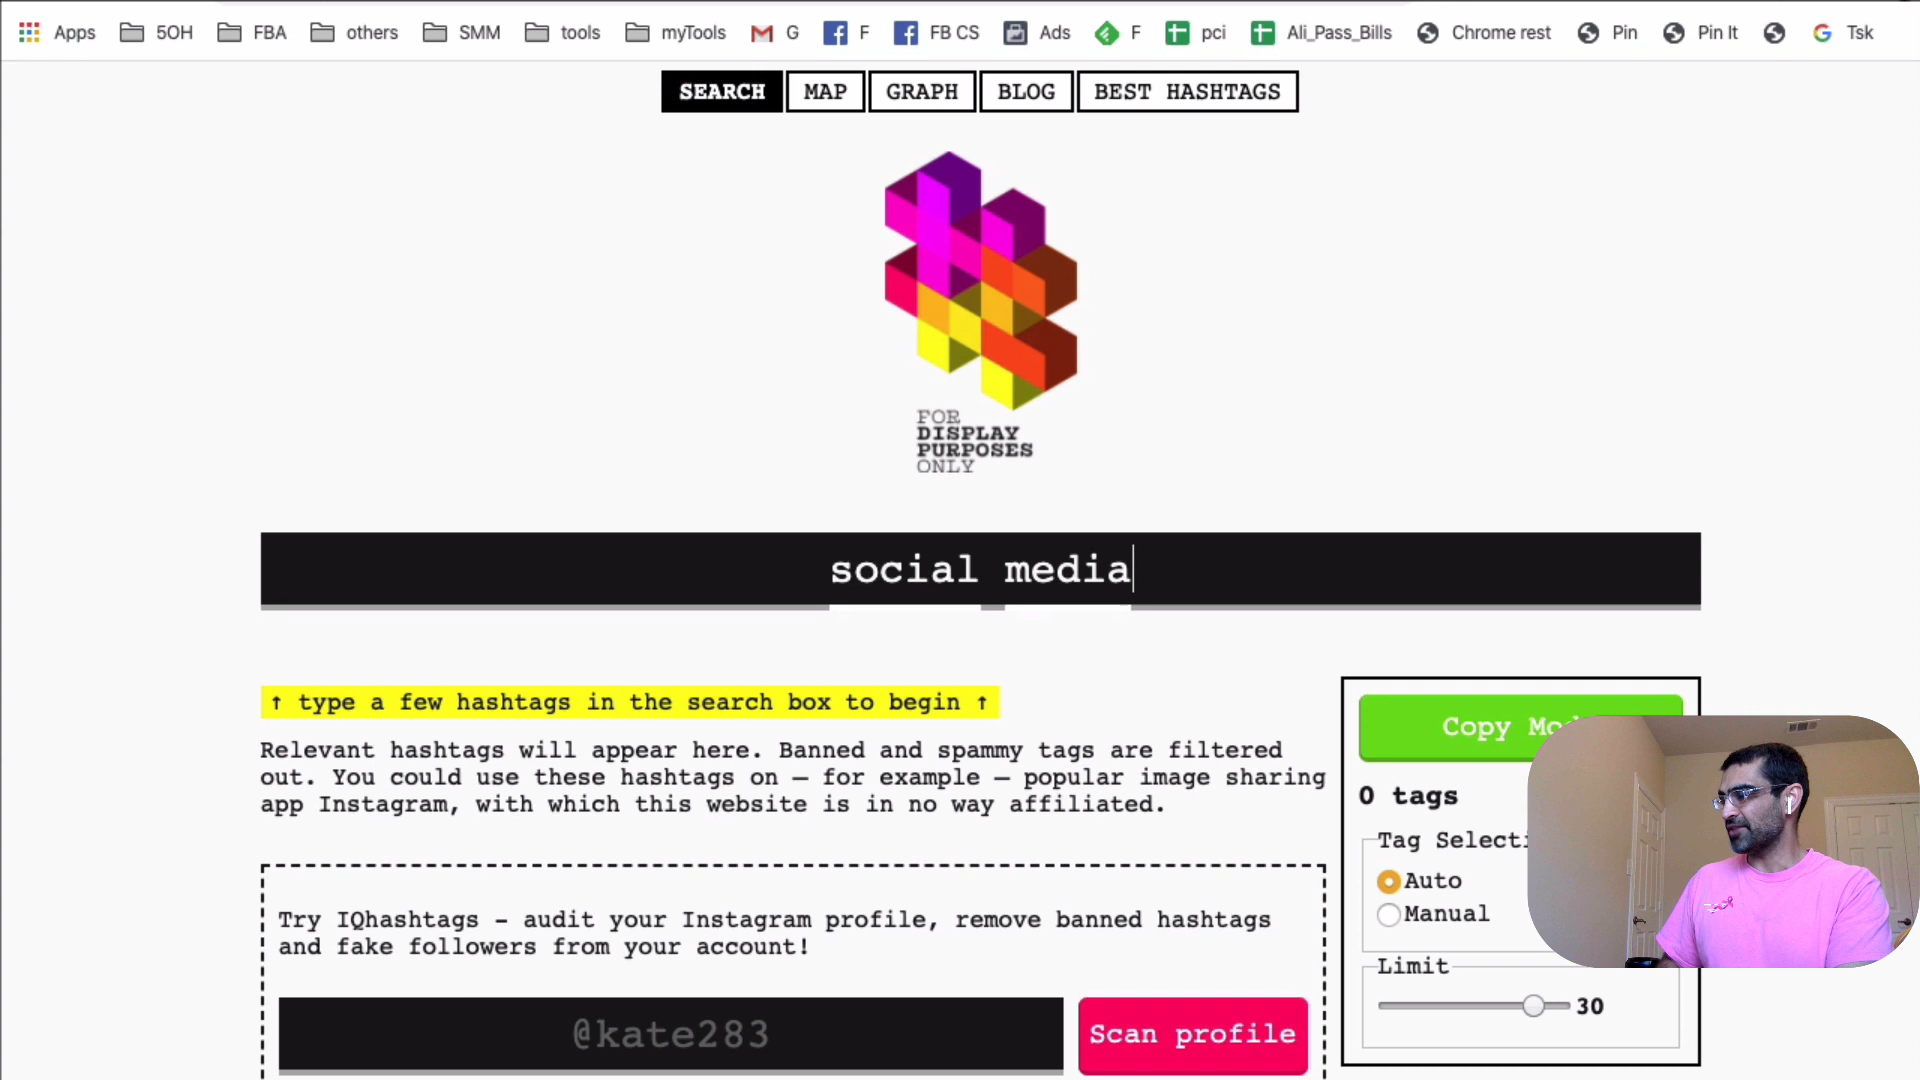 Apps 5OH FBA others SMM tools myTools G F FB CS Ads F pci Ali_Pass_Bills Chrome rest Pin Pin It Tsk
SEARCH MAP GRAPH BLOG BEST HASHTAGS
FOR
DISPLAY
PURPOSES
ONLY
social media
↑ type a few hashtags in the search box to begin ↑
Relevant hashtags will appear here. Banned and spammy tags are filtered
out. You could use these hashtags on — for example — popular image sharing
app Instagram, with which this website is in no way affiliated.
Try IQhashtags - audit your Instagram profile, remove banned hashtags
and fake followers from your account!
@kate283
Scan profile
Copy
0 tags
Tag
Auto
Manual
Limit
30